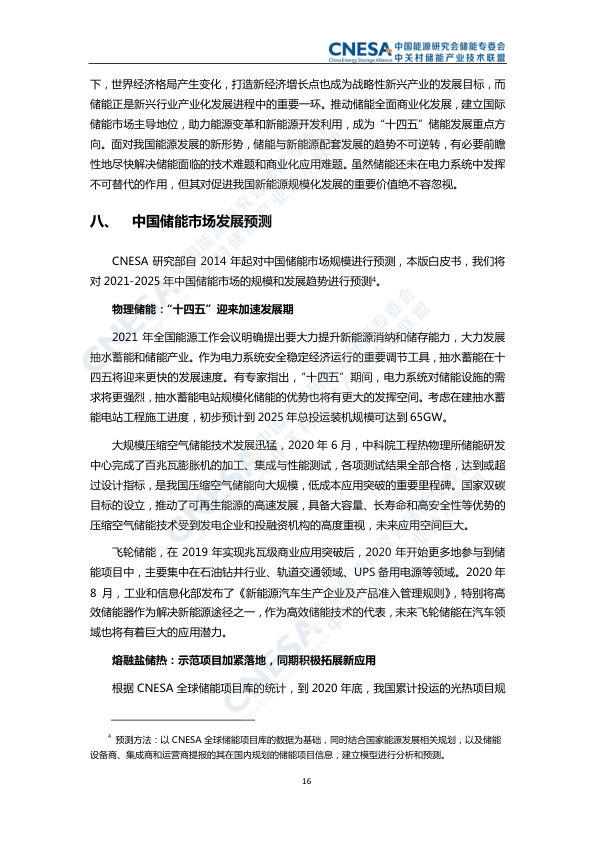 CNESA 中国能源研究会储能专委会
China Energy Storage Alliance 中关村储能产业技术联盟
下，世界经济格局产生变化，打造新经济增长点也成为战略性新兴产业的发展目标，而
储能正是新兴行业产业化发展进程中的重要一环。推动储能全面商业化发展，建立国际
储能市场主导地位，助力能源变革和新能源开发利用，成为“十四五”储能发展重点方
向。面对我国能源发展的新形势，储能与新能源配套发展的趋势不可逆转，有必要前瞻
性地尽快解决储能面临的技术难题和商业化应用难题。虽然储能还未在电力系统中发挥
不可替代的作用，但其对促进我国新能源规模化发展的重要价值绝不容忽视。
八、 中国储能市场发展预测
CNESA 研究部自 2014 年起对中国储能市场规模进行预测，本版白皮书，我们将
对 2021-2025 年中国储能市场的规模和发展趋势进行预测4。
物理储能：“十四五”迎来加速发展期
2021 年全国能源工作会议明确提出要大力提升新能源消纳和储存能力，大力发展
抽水蓄能和储能产业。作为电力系统安全稳定经济运行的重要调节工具，抽水蓄能在十
四五将迎来更快的发展速度。有专家指出，“十四五”期间，电力系统对储能设施的需
求将更强烈，抽水蓄能电站规模化储能的优势也将有更大的发挥空间。考虑在建抽水蓄
能电站工程施工进度，初步预计到 2025 年总投运装机规模可达到 65GW。
大规模压缩空气储能技术发展迅猛，2020 年 6 月，中科院工程热物理所储能研发
中心完成了百兆瓦膨胀机的加工、集成与性能测试，各项测试结果全部合格，达到或超
过设计指标，是我国压缩空气储能向大规模，低成本应用突破的重要里程碑。国家双碳
目标的设立，推动了可再生能源的高速发展，具备大容量、长寿命和高安全性等优势的
压缩空气储能技术受到发电企业和投融资机构的高度重视，未来应用空间巨大。
飞轮储能，在 2019 年实现兆瓦级商业应用突破后，2020 年开始更多地参与到储
能项目中，主要集中在石油钻井行业、轨道交通领域、UPS 备用电源等领域。2020 年
8 月，工业和信息化部发布了《新能源汽车生产企业及产品准入管理规则》，特别将高
效储能器作为解决新能源途径之一，作为高效储能技术的代表，未来飞轮储能在汽车领
域也将有着巨大的应用潜力。
熔融盐储热：示范项目加紧落地，同期积极拓展新应用
根据 CNESA 全球储能项目库的统计，到 2020 年底，我国累计投运的光热项目规
4 预测方法：以 CNESA 全球储能项目库的数据为基础，同时结合国家能源发展相关规划，以及储能
设备商、集成商和运营商提报的其在国内规划的储能项目信息，建立模型进行分析和预测。
16